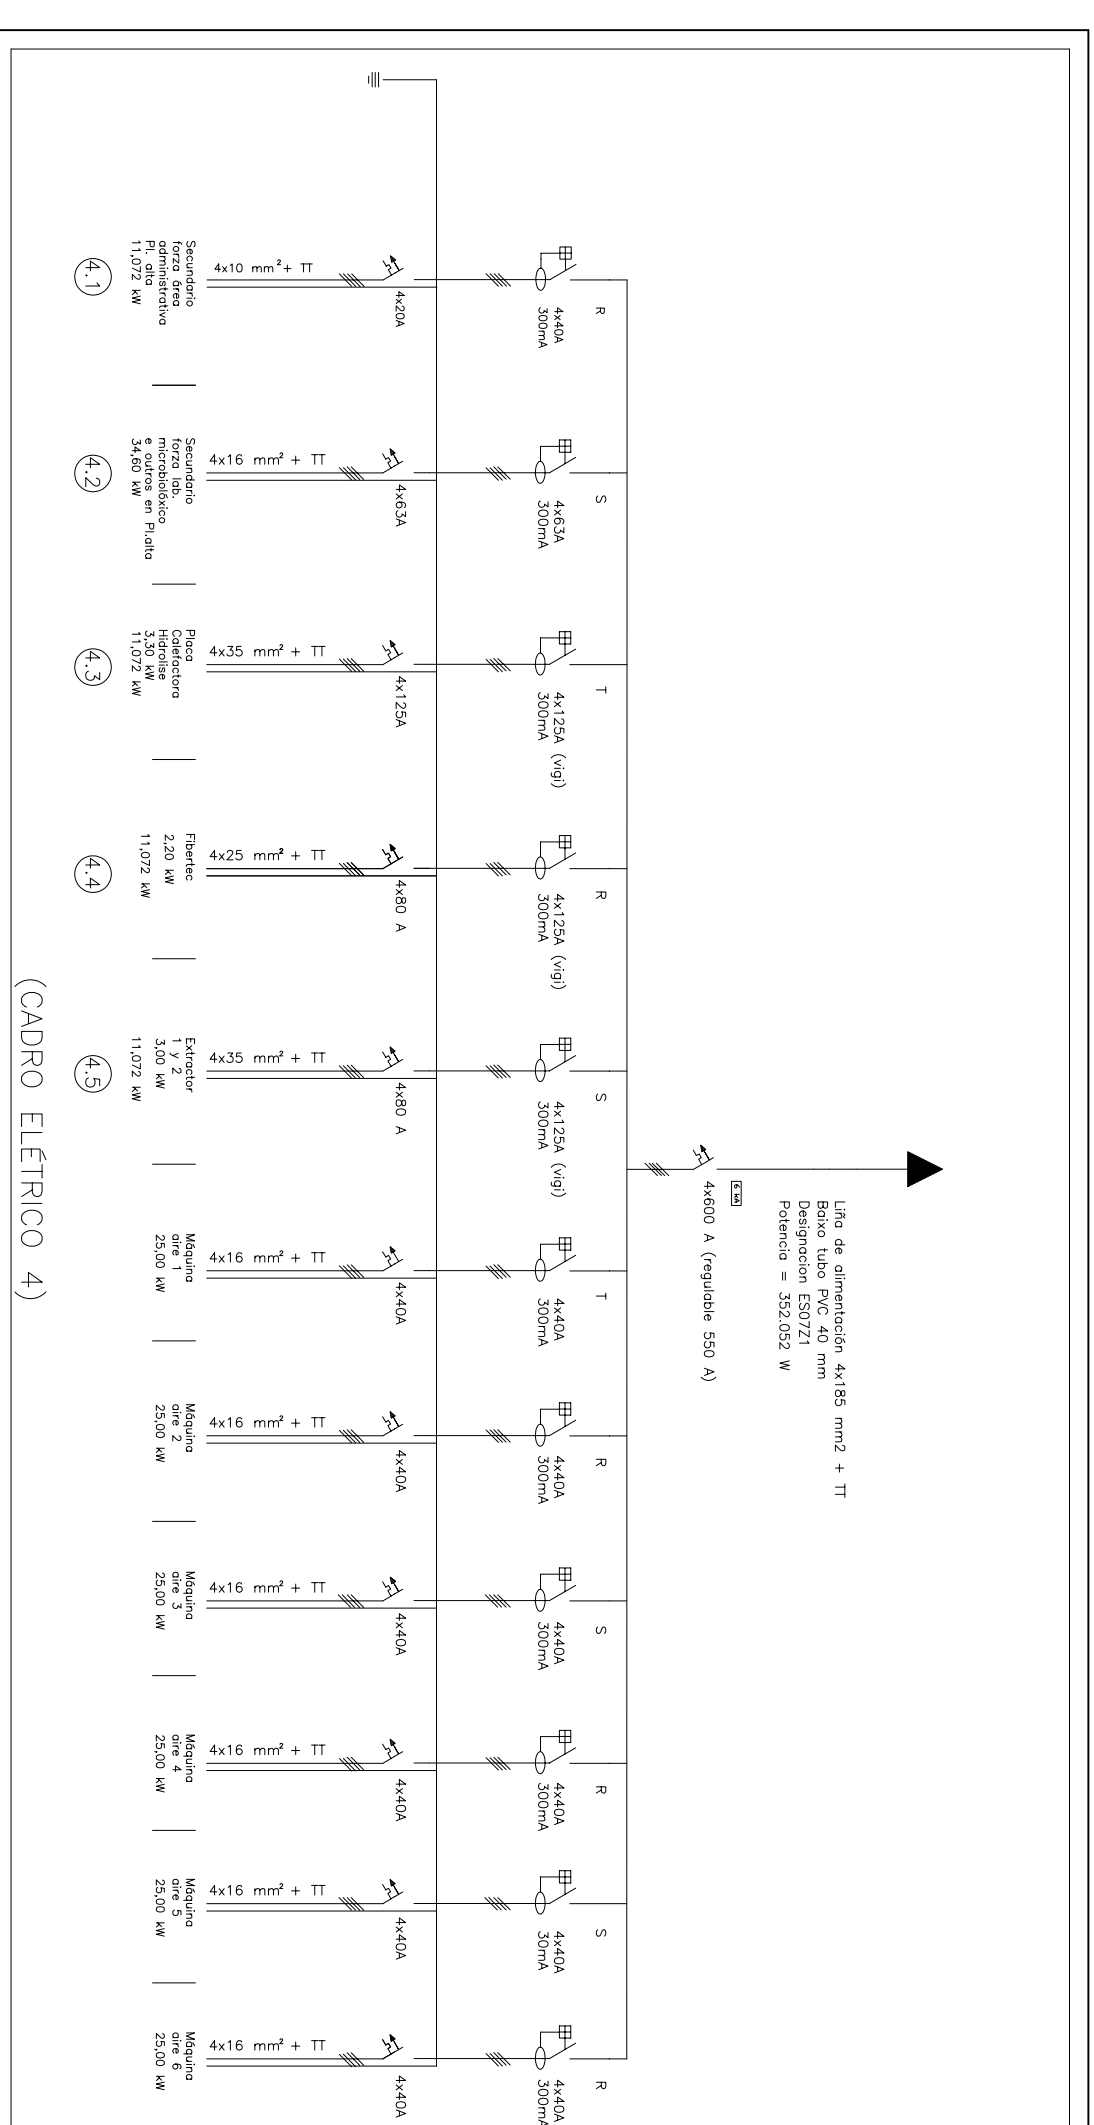 Liña de alimentación 4x185 mm2 + TT
Baixo tubo PVC 40 mm
Designacion ES07Z1
Potencia = 352.052 W
6 kA
4x600 A (regulable 550 A)
R
4x40A
300mA
4x20A
4x10 mm²+ TT
Secundario
forza área
administrativa
Pl. alta
11,072 kW
4.1
S
4x63A
300mA
4x63A
4x16 mm² + TT
Secundario
forza lab.
microbiolóxico
e outros en Pl.alta
34,60 kW
4.2
T
4x125A (vigi)
300mA
4x125A
4x35 mm² + TT
Placa
Calefactora
Hidrolise
3,30 kW
11,072 kW
4.3
R
4x125A (vigi)
300mA
4x80 A
4x25 mm² + TT
Fibertec
2,20 kW
11,072 kW
4.4
S
4x125A (vigi)
300mA
4x80 A
4x35 mm² + TT
Extractor
1 y 2
3,00 kW
11,072 kW
4.5
T
4x40A
300mA
4x40A
4x16 mm² + TT
Máquina
aire 1
25,00 kW
R
4x40A
300mA
4x40A
4x16 mm² + TT
Máquina
aire 2
25,00 kW
S
4x40A
300mA
4x40A
4x16 mm² + TT
Máquina
aire 3
25,00 kW
R
4x40A
300mA
4x40A
4x16 mm² + TT
Máquina
aire 4
25,00 kW
S
4x40A
30mA
4x40A
4x16 mm² + TT
Máquina
aire 5
25,00 kW
R
4x40A
300mA
4x40A
4x16 mm² + TT
Máquina
aire 6
25,00 kW
(CADRO ELÉTRICO 4)